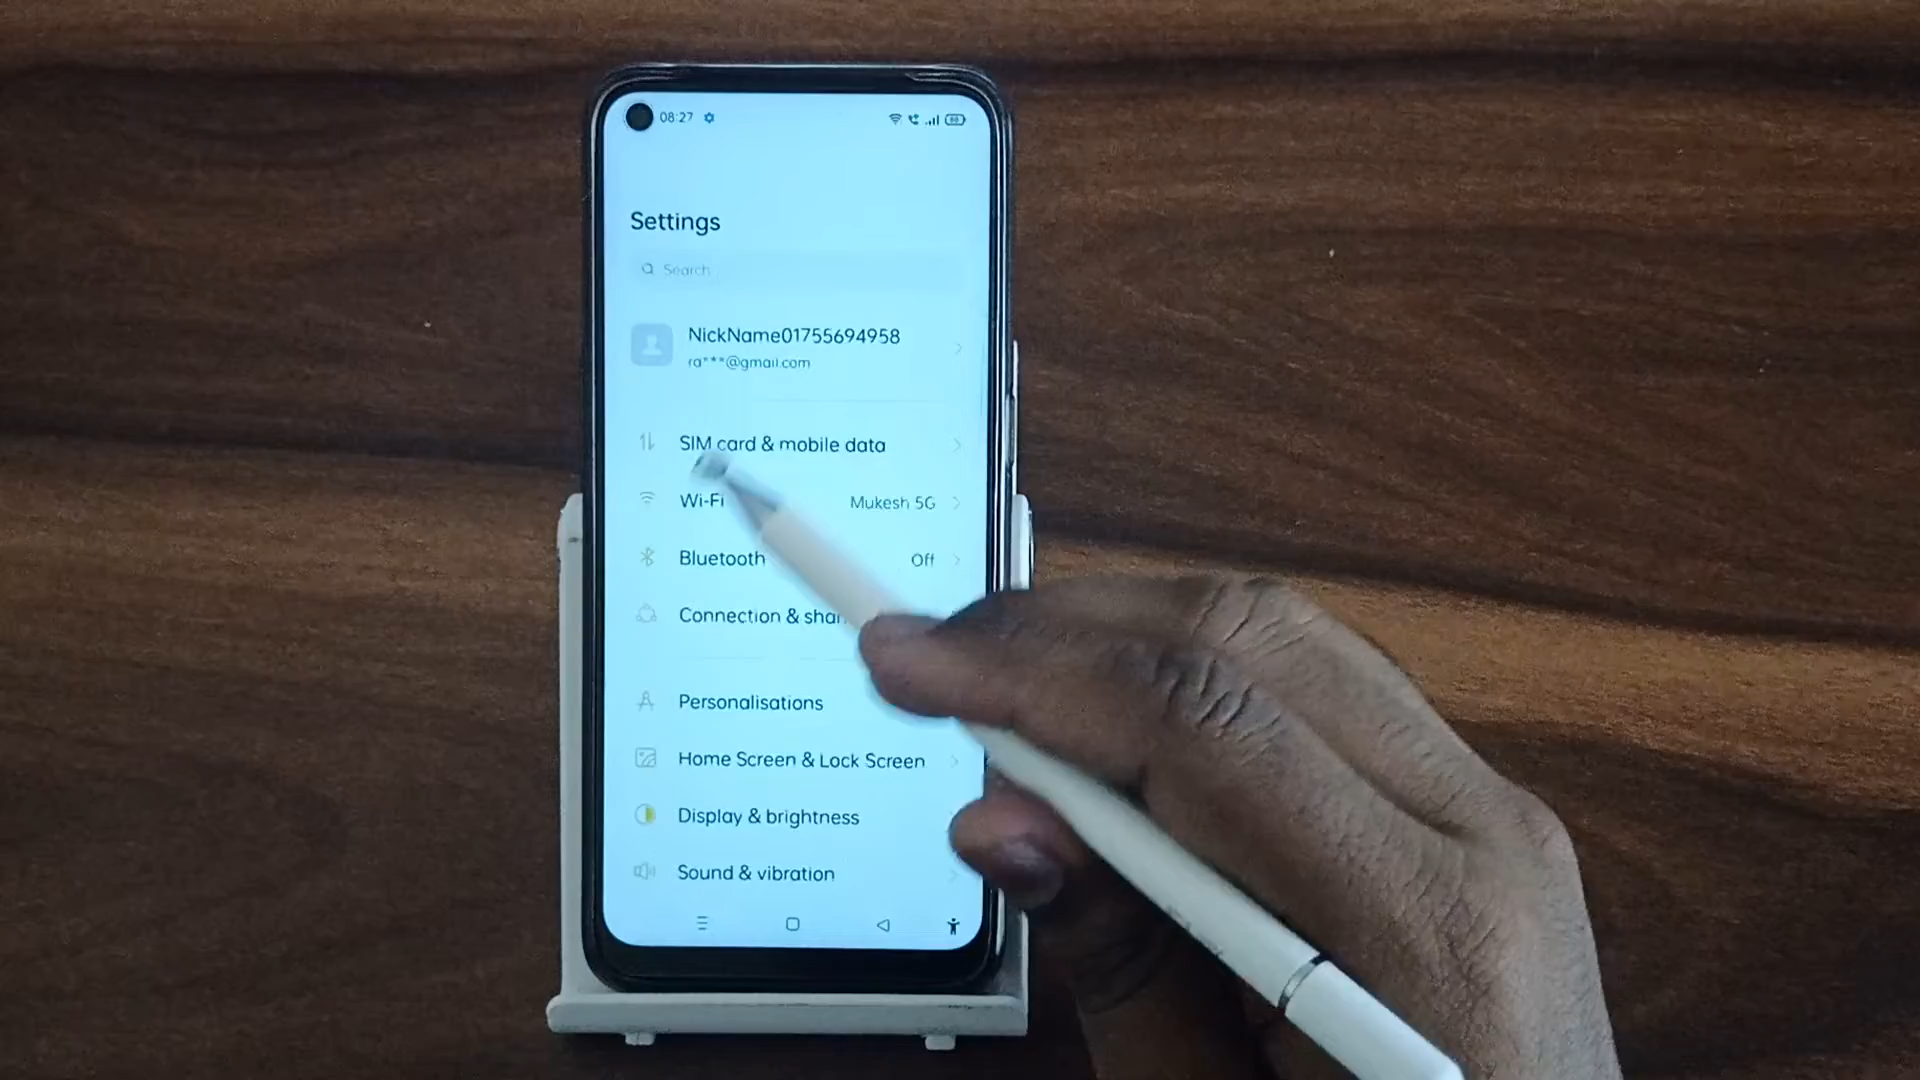 08:27
Settings
Search
NickName01755694958
ra***@gmail.com
SIM card & mobile data
Wi-Fi Mukesh 5G
Bluetooth Off
Connection & shar
Personalisations
Home Screen & Lock Screen
Display & brightness
Sound & vibration